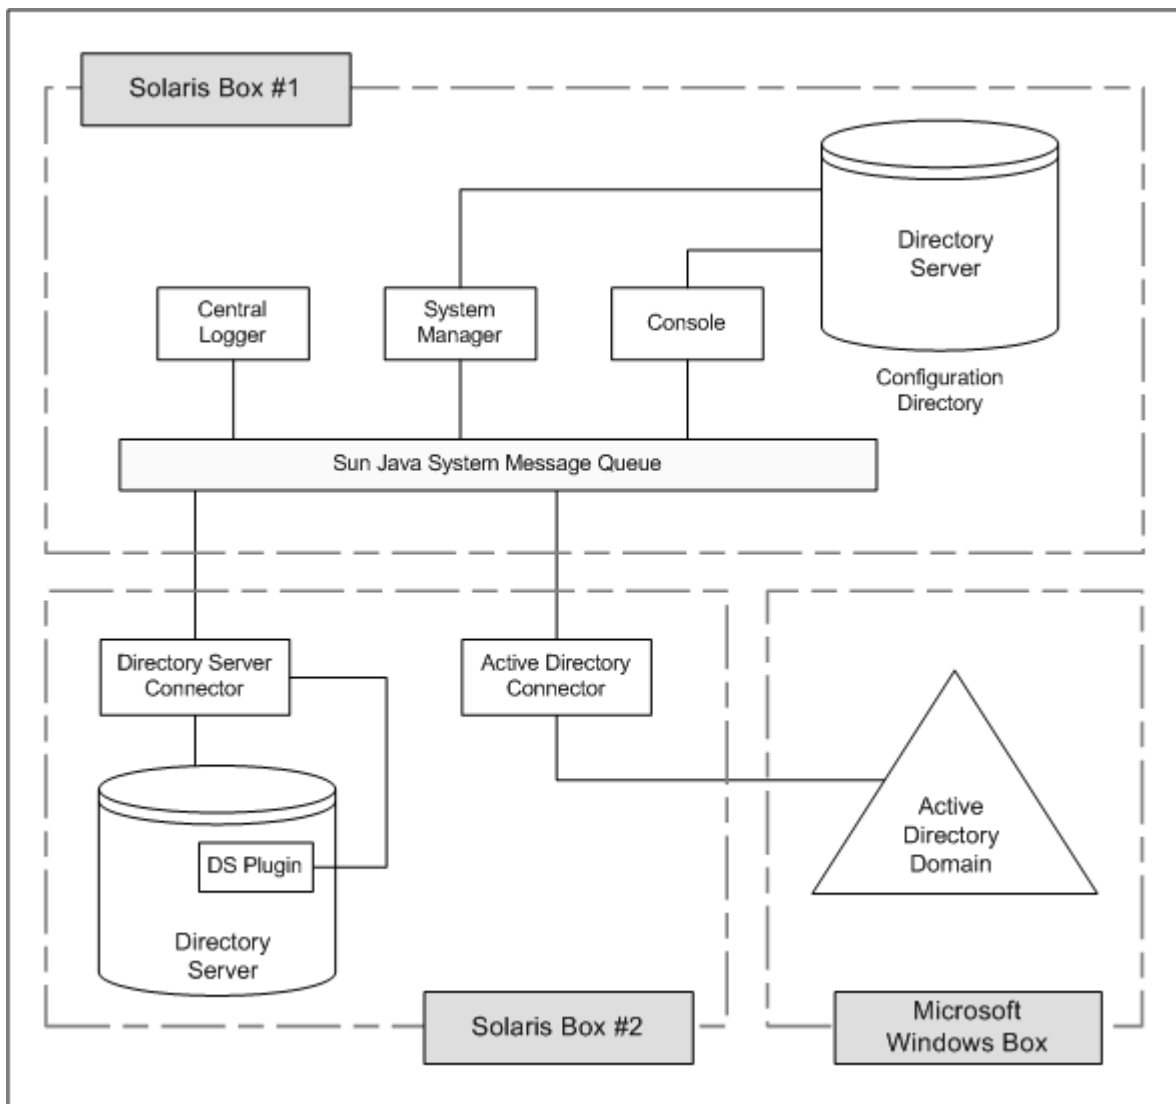 Solaris Box #1
Directory
Server
Central
Logger
System
Manager
Console
Configuration
Directory
Sun Java System Message Queue
Directory Server
Connector
Active Directory
Connector
DS Plugin
Directory
Server
Active
Directory
Domain
Solaris Box #2
Microsoft
Windows Box